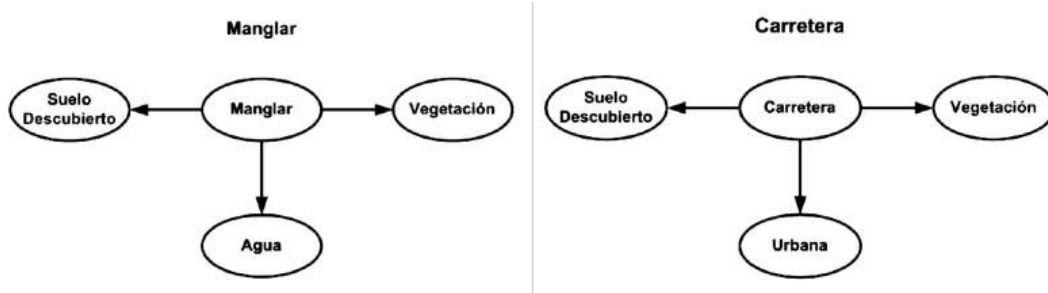 Manglar
Suelo
Descubierto
Manglar
Vegetación
Agua
Carretera
Suelo
Descubierto
Carretera
Vegetación
Urbana